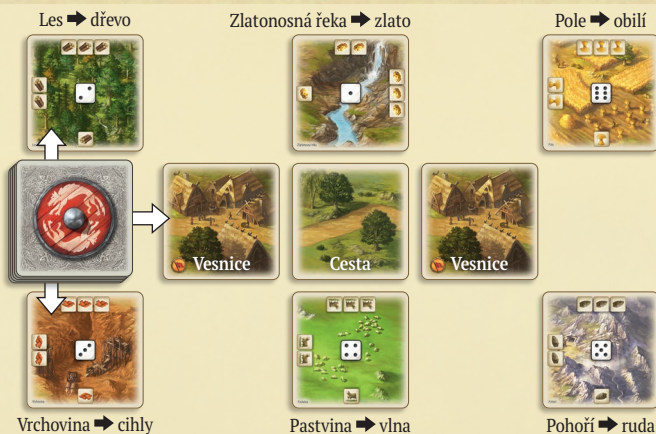 Les ➡ dřevo
Zlatonosná řeka ➡ zlato
Pole ➡ obilí
Vesnice
Cesta
Vesnice
Vrchovina ➡ cihly
Pastvina ➡ vlna
Pohoří ➡ ruda